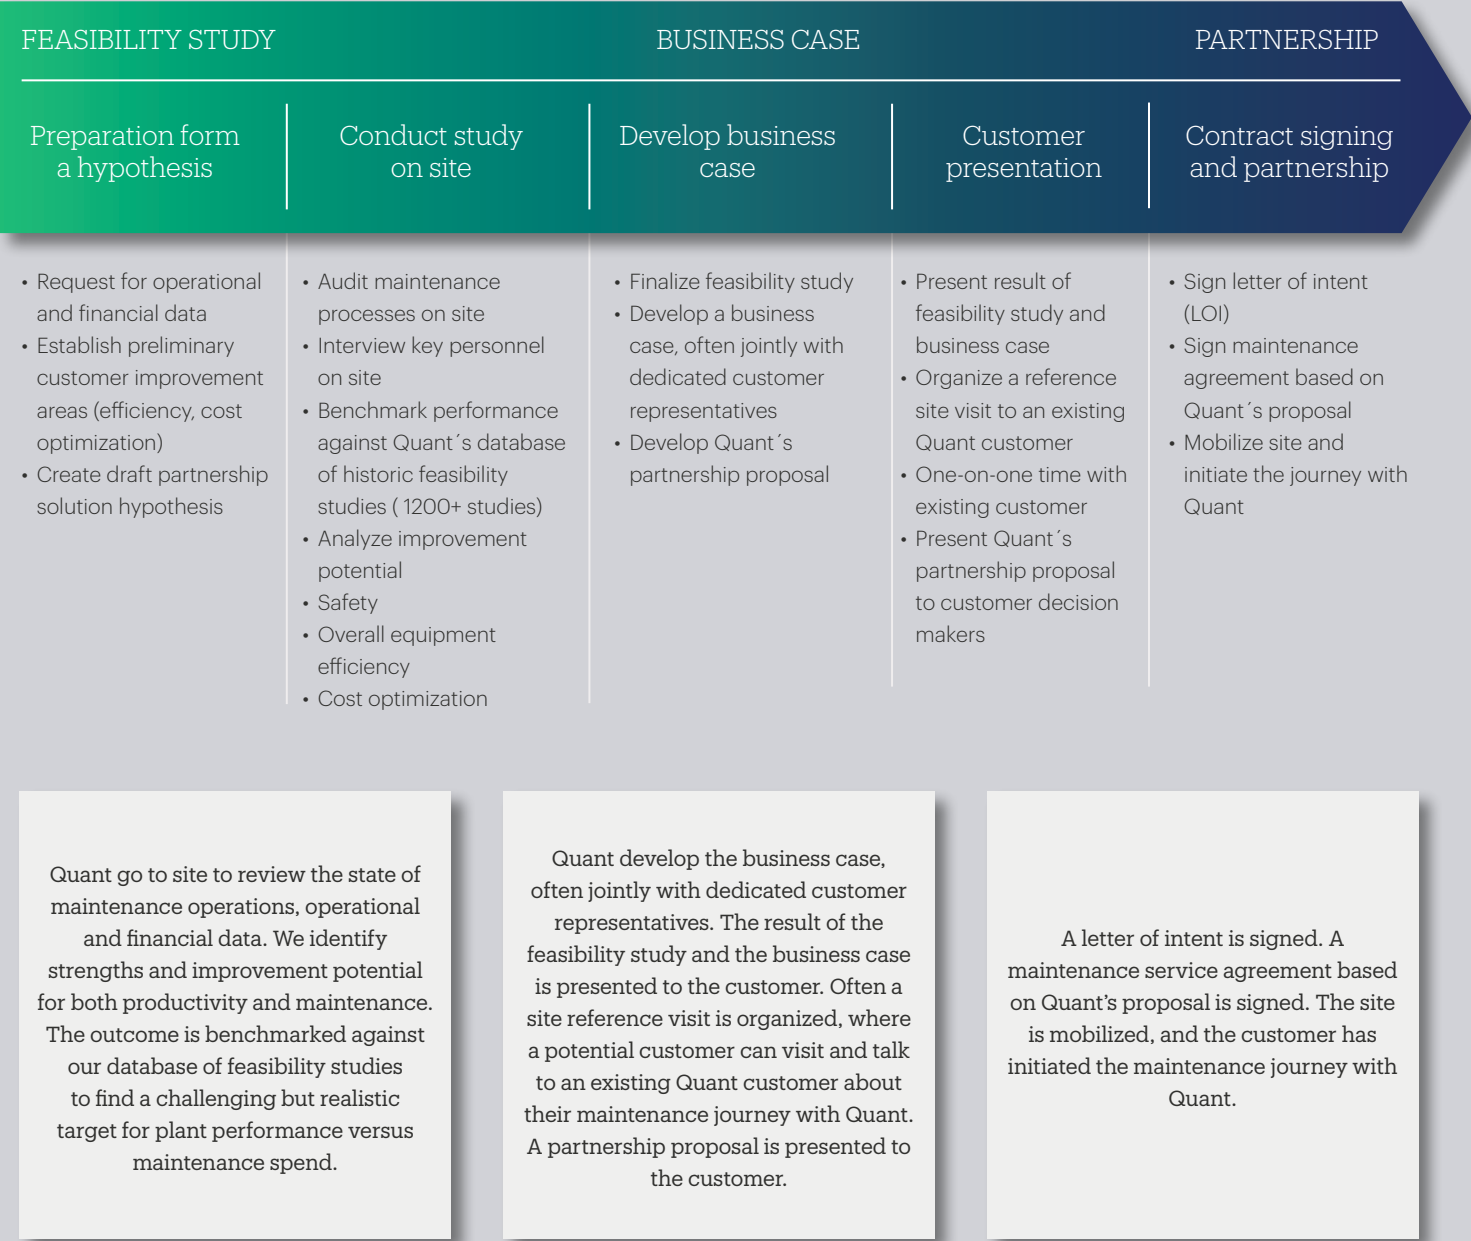 FEASIBILITY STUDY
BUSINESS CASE
PARTNERSHIP
Preparation form
a hypothesis
Conduct study
on site
Develop business
case
Customer
presentation
Contract signing
and partnership
• Request for operational
and financial data
• Establish preliminary
customer improvement
areas (efficiency, cost
optimization)
• Create draft partnership
solution hypothesis
• Audit maintenance
processes on site
• Interview key personnel
on site
• Benchmark performance
against Quant´s database
of historic feasibility
studies ( 1200+ studies)
• Analyze improvement
potential
• Safety
• Overall equipment
efficiency
• Cost optimization
• Finalize feasibility study
• Develop a business
case, often jointly with
dedicated customer
representatives
• Develop Quant´s
partnership proposal
• Present result of
feasibility study and
business case
• Organize a reference
site visit to an existing
Quant customer
• One-on-one time with
existing customer
• Present Quant´s
partnership proposal
to customer decision
makers
• Sign letter of intent
(LOI)
• Sign maintenance
agreement based on
Quant´s proposal
• Mobilize site and
initiate the journey with
Quant
Quant go to site to review the state of
maintenance operations, operational
and financial data. We identify
strengths and improvement potential
for both productivity and maintenance.
The outcome is benchmarked against
our database of feasibility studies
to find a challenging but realistic
target for plant performance versus
maintenance spend.
Quant develop the business case,
often jointly with dedicated customer
representatives. The result of the
feasibility study and the business case
is presented to the customer. Often a
site reference visit is organized, where
a potential customer can visit and talk
to an existing Quant customer about
their maintenance journey with Quant.
A partnership proposal is presented to
the customer.
A letter of intent is signed. A
maintenance service agreement based
on Quant’s proposal is signed. The site
is mobilized, and the customer has
initiated the maintenance journey with
Quant.